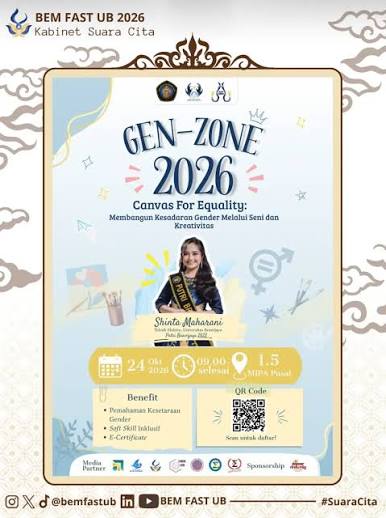 BEM FAST UB 2026
Kabinet Suara Cita
GEN-ZONE
2026
Canvas For Equality:
Membangun Kesadaran Gender Melalui Seni dan
Kreativitas
Shinta Maharani
24 Okt
2026
09.00
selesai
1.5
MIPA Pusat
Benefit
Pemahaman Kesetaraan
Gender
Soft Skill Inklusif
E-Certificate
QR Code
Scan untuk daftar!
Media
Partner
Sponsorship
@bemfastub
BEM FAST UB
#SuaraCita